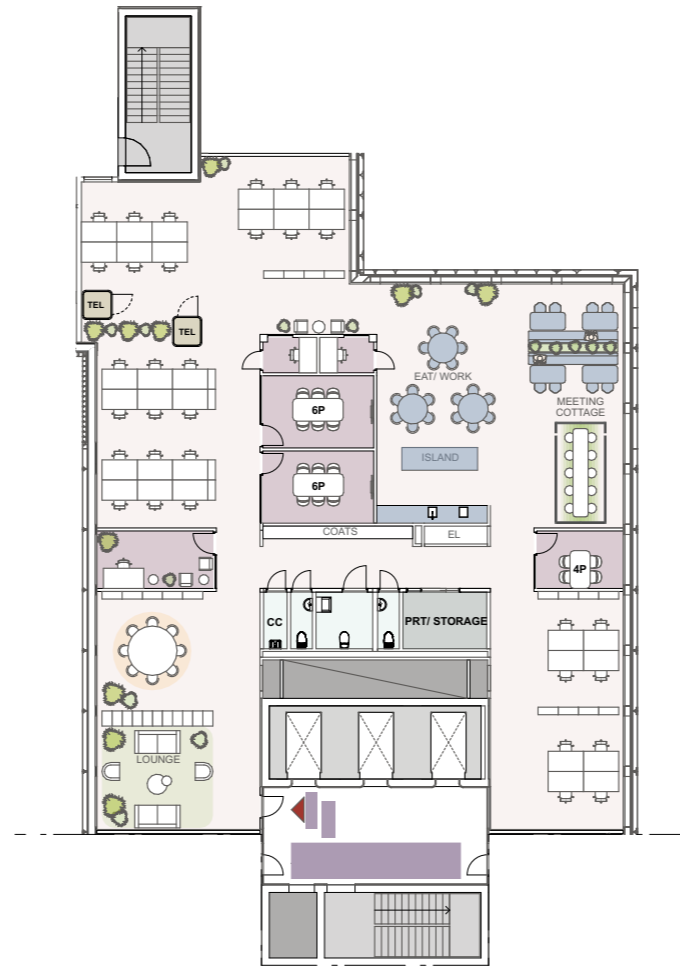 TEL
TEL
EAT/ WORK
MEETING
COTTAGE
6P
ISLAND
6P
COATS
EL
4P
CC
PRT/ STORAGE
LOUNGE